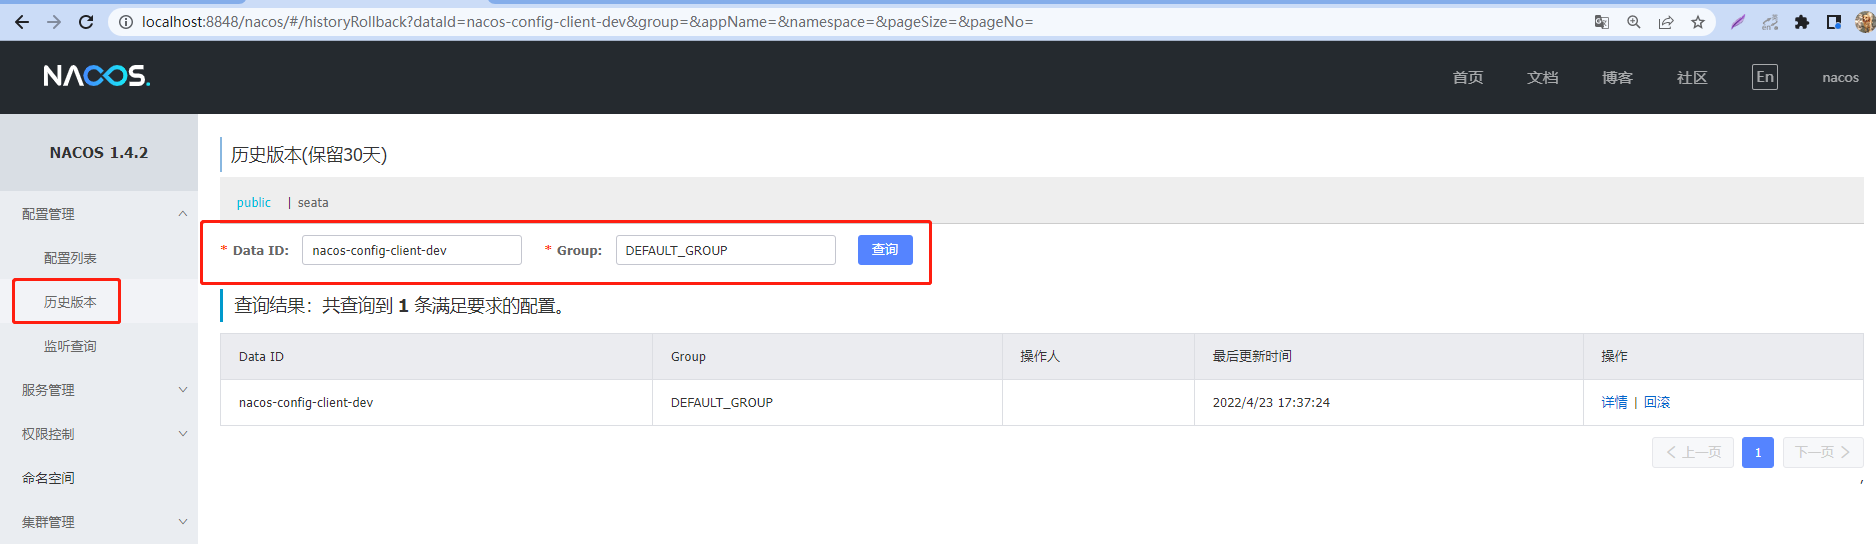 localhost:8848/nacos/#/historyRollback?dataId=nacos-config-client-dev&group=&appName=&namespace=&pageSize=&pageNo=
NACOS.
首页 文档 博客 社区 En nacos
NACOS 1.4.2
配置管理
配置列表
历史版本
监听查询
服务管理
权限控制
命名空间
集群管理
历史版本(保留30天)
public | seata
* Data ID: nacos-config-client-dev * Group: DEFAULT_GROUP 查询
查询结果：共查询到 1 条满足要求的配置。
Data ID Group 操作人 最后更新时间 操作
nacos-config-client-dev DEFAULT_GROUP 2022/4/23 17:37:24 详情 | 回滚
上一页 1 下一页